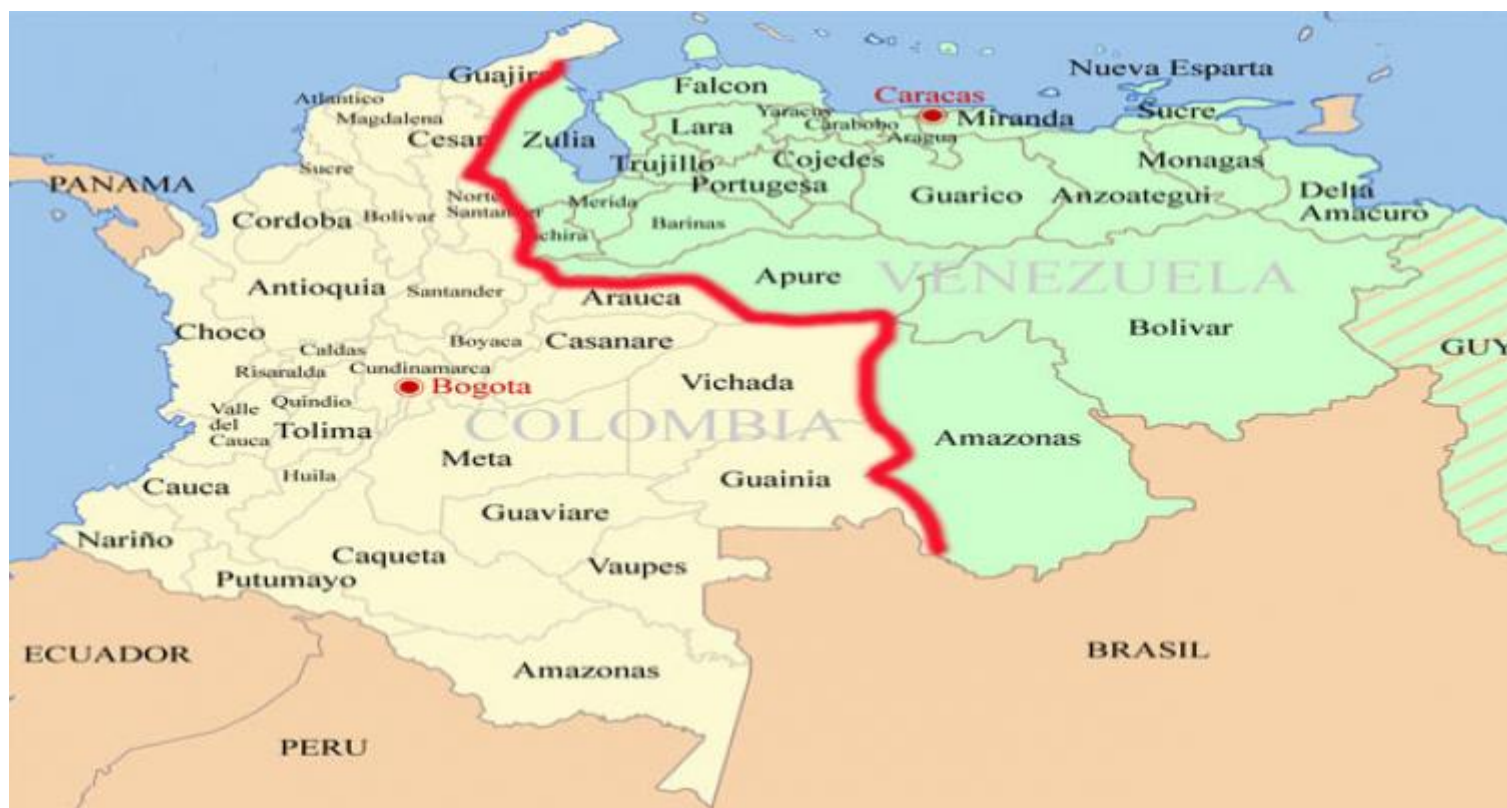 Guajira
Falcon
Nueva Esparta
Caracas
Atlantico
Magdalena
Yaracuy
Miranda
Sucre
Cesar
Zulia
Lara
Carabobo
Aragua
Sucre
Trujillo
Cojedes
Monagas
PANAMA
Portugesa
Guarico
Anzoategui
Delta
Amacuro
Norte
Santander
Merida
Cordoba
Bolivar
Barinas
Antioquia
Santander
Arauca
Apure
VENEZUELA
Choco
Boyaca
Casanare
Bolivar
GUY
Caldas
Risaralda
Cundinamarca
Bogota
Vichada
Quindio
Valle
del
Cauca
Tolima
COLOMBIA
Amazonas
Huila
Meta
Guainia
Cauca
Guaviare
Nariño
Caqueta
Vaupes
Putumayo
ECUADOR
Amazonas
BRASIL
PERU